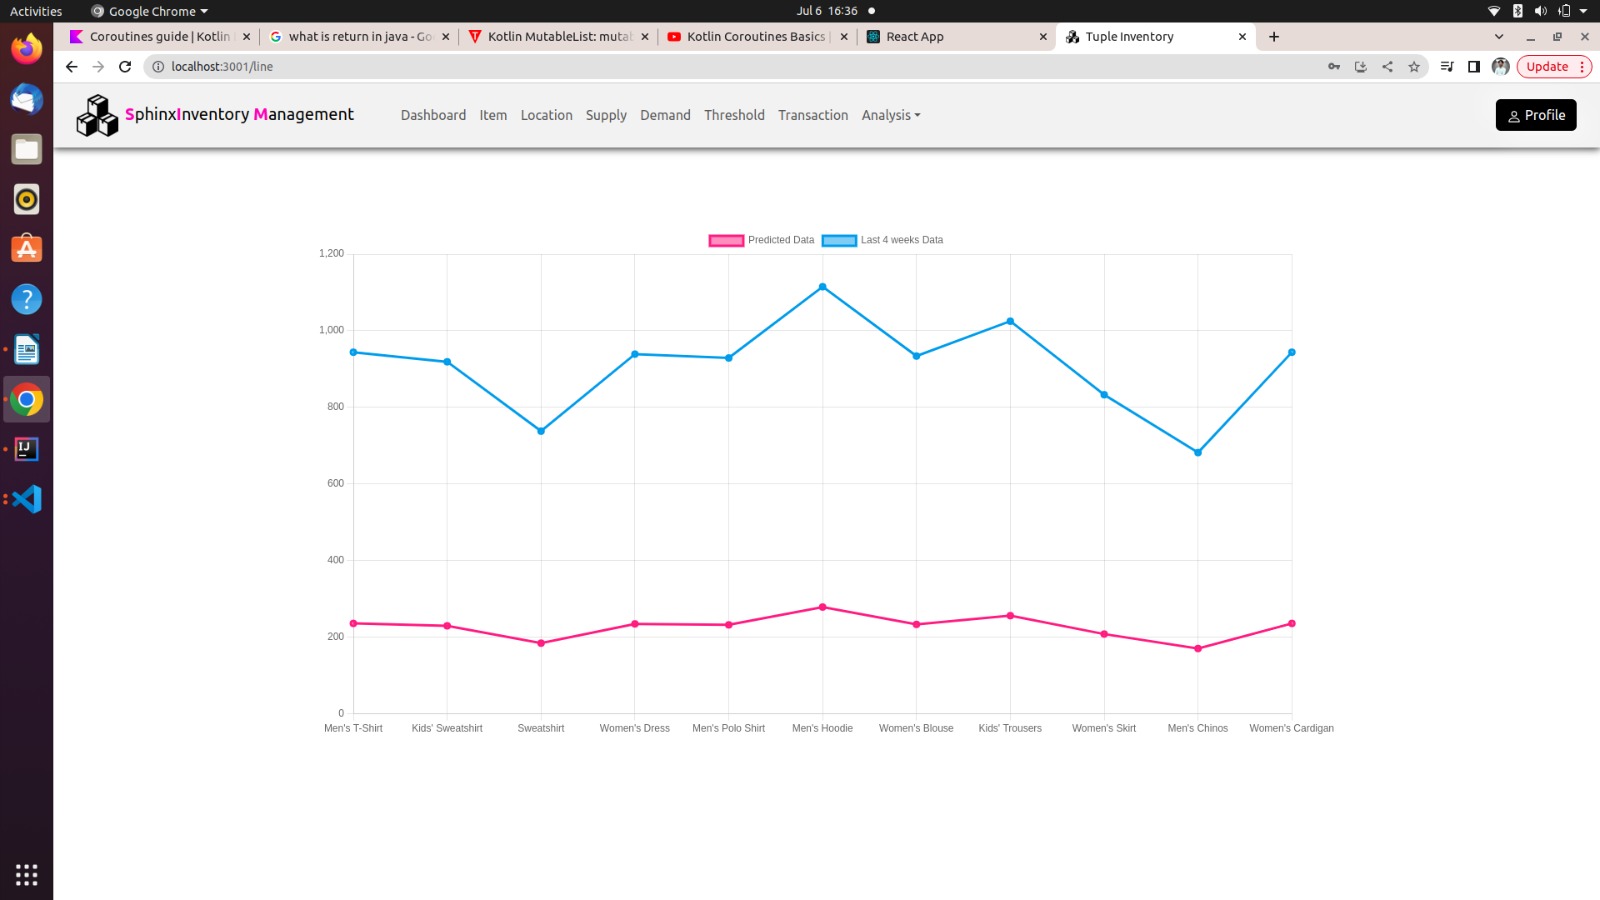 Activities Google Chrome Jul 6 16:36
Coroutines guide | Kotlin what is return in java - Go Kotlin MutableList: muta Kotlin Coroutines Basics | React App Tuple Inventory
localhost:3001/line Update
SphinxInventory Management Dashboard Item Location Supply Demand Threshold Transaction Analysis Profile
Predicted Data Last 4 weeks Data
1,200
1,000
800
600
400
200
0
Men's T-Shirt Kids' Sweatshirt Sweatshirt Women's Dress Men's Polo Shirt Men's Hoodie Women's Blouse Kids' Trousers Women's Skirt Men's Chinos Women's Cardigan